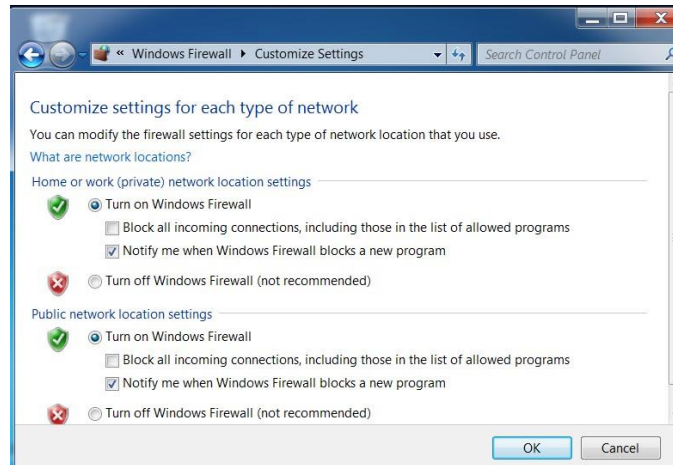 « Windows Firewall ▸ Customize Settings
Search Control Panel
Customize settings for each type of network
You can modify the firewall settings for each type of network location that you use.
What are network locations?
Home or work (private) network location settings
Turn on Windows Firewall
Block all incoming connections, including those in the list of allowed programs
Notify me when Windows Firewall blocks a new program
Turn off Windows Firewall (not recommended)
Public network location settings
Turn on Windows Firewall
Block all incoming connections, including those in the list of allowed programs
Notify me when Windows Firewall blocks a new program
Turn off Windows Firewall (not recommended)
OK Cancel